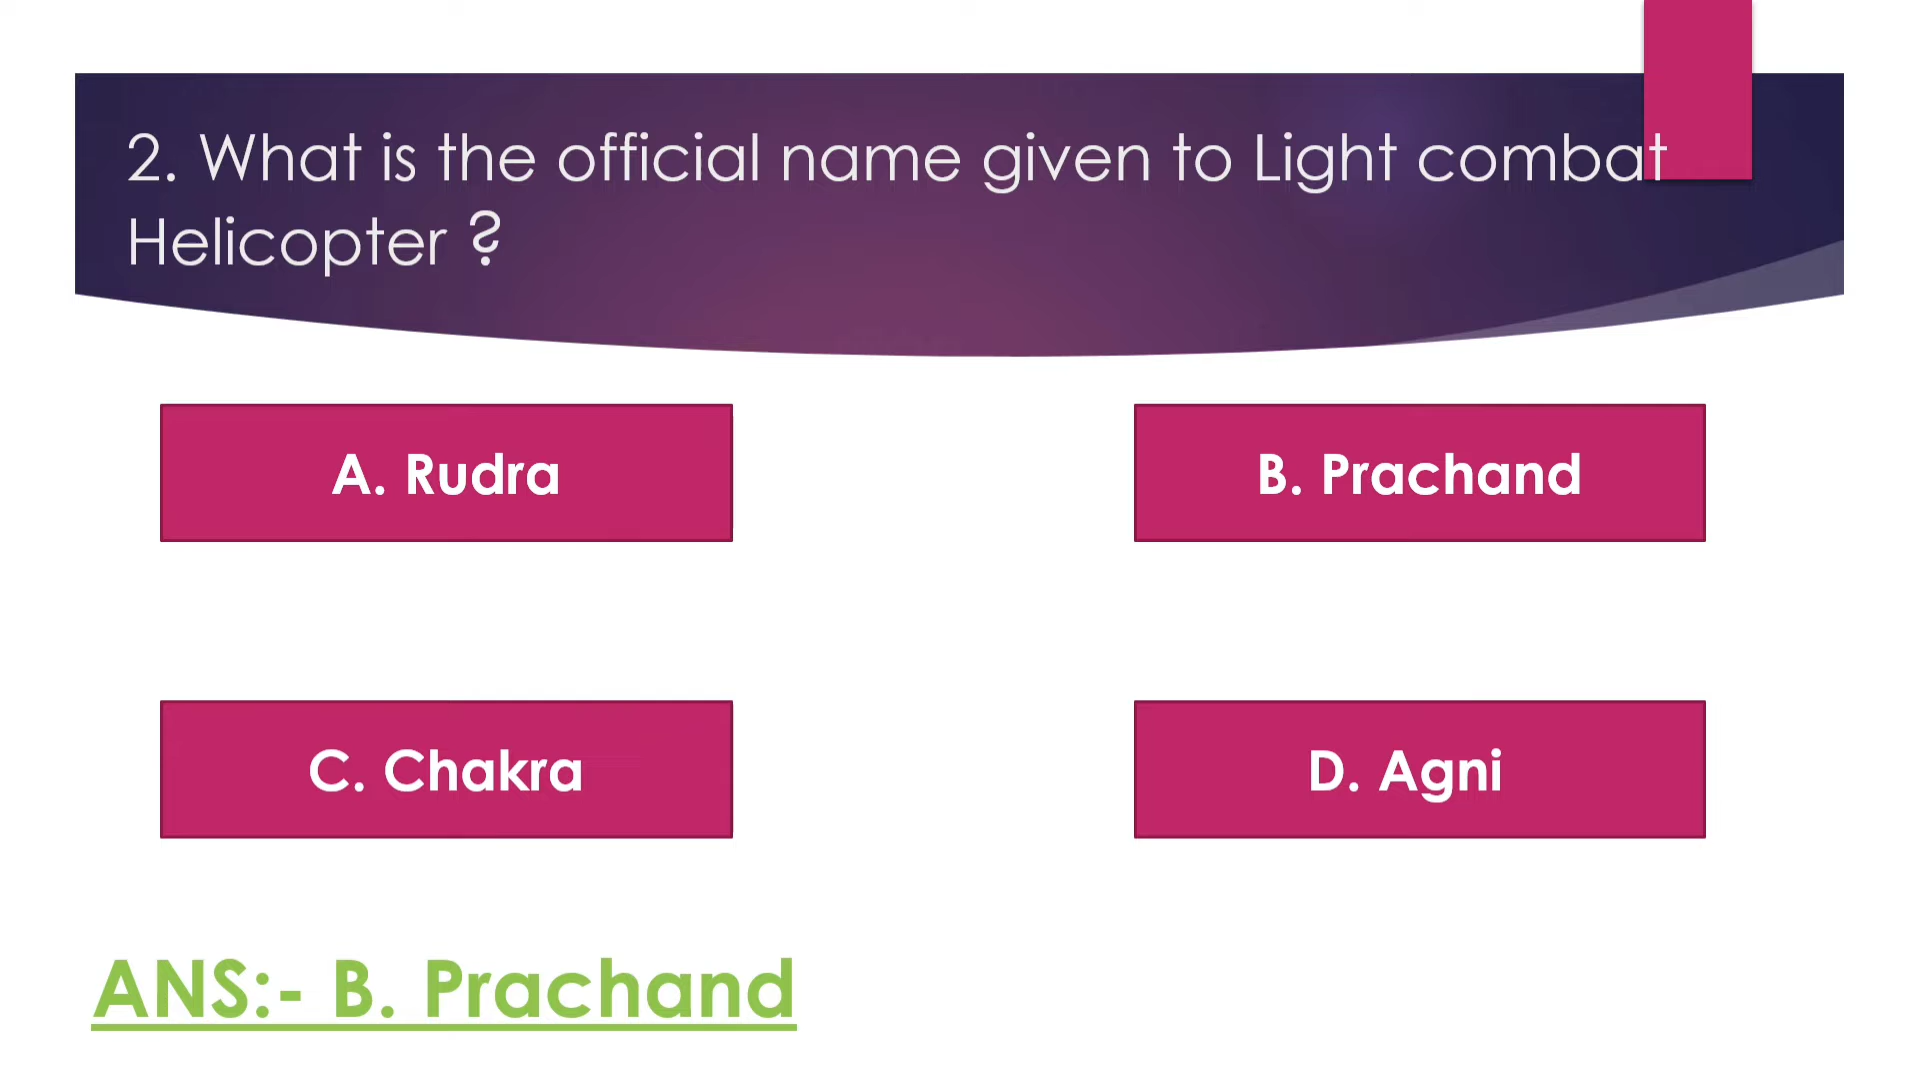 2. What is the official name given to Light combat
Helicopter ?
A. Rudra
B. Prachand
C. Chakra
D. Agni
ANS:- B. Prachand